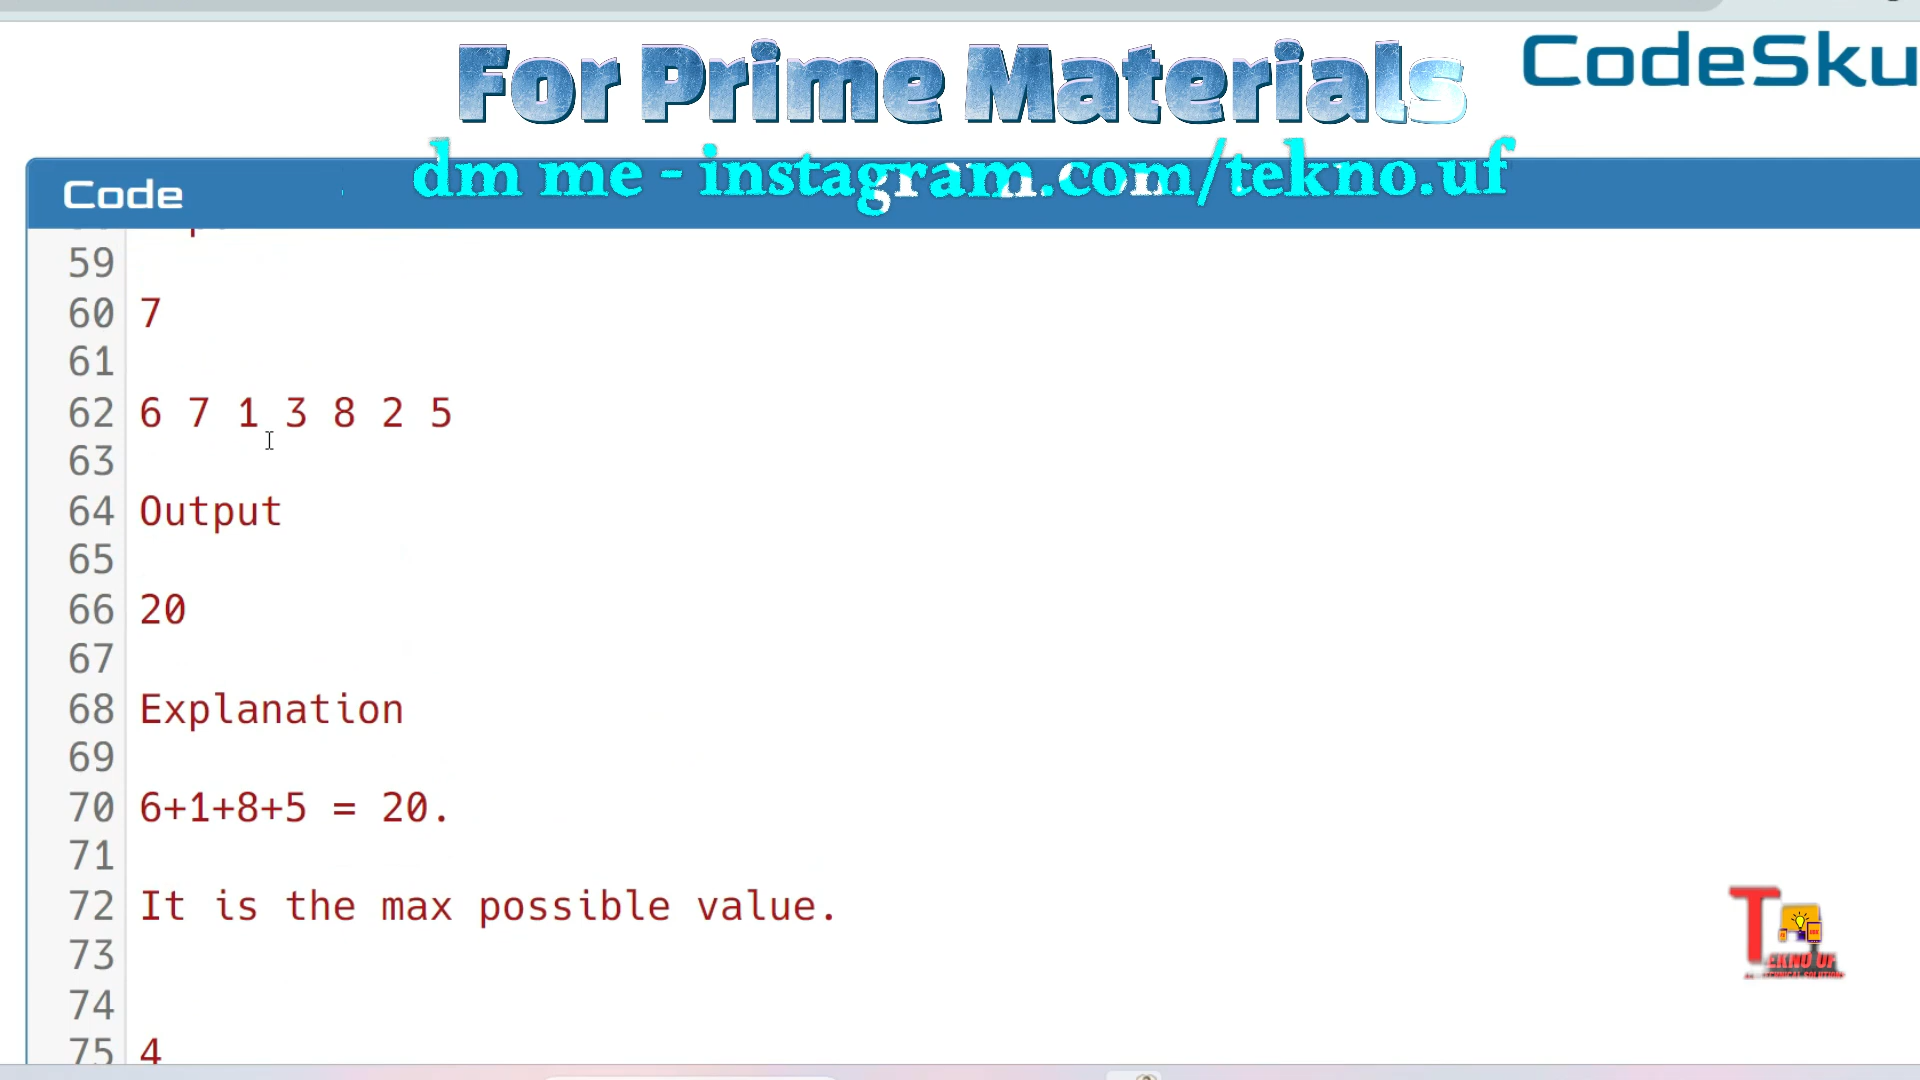 For Prime Materials
CodeSku
dm me - instagram.com/tekno.uf
Code
59
60 7
61
62 6 7 1 3 8 2 5
63
64 Output
65
66 20
67
68 Explanation
69
70 6+1+8+5 = 20.
71
72 It is the max possible value.
73
74
75 4
TEKNO UF